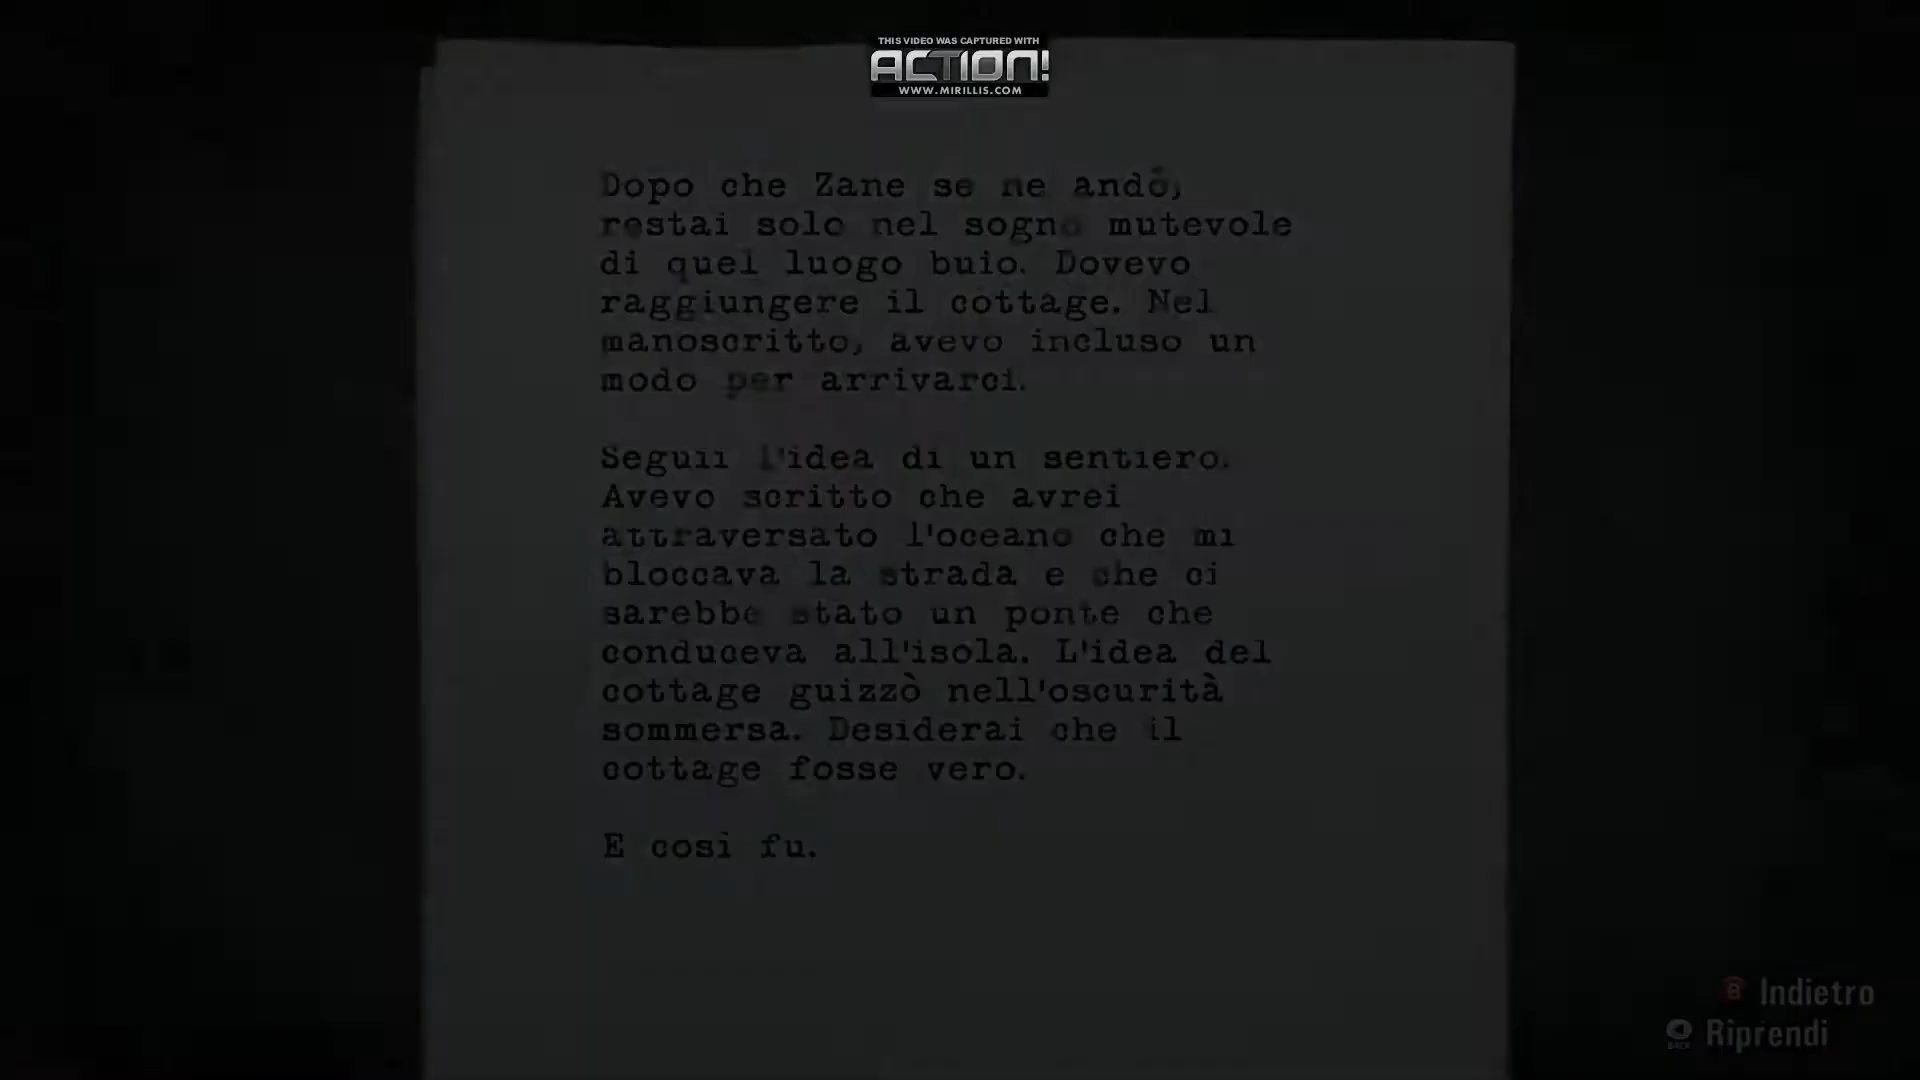 THIS VIDEO WAS CAPTURED WITH
ACTION!
WWW.MIRILLIS.COM
Dopo che Zane se ne andò,
restai solo nel sogno mutevole
di quel luogo buio. Dovevo
raggiungere il cottage. Nel
manoscritto, avevo incluso un
modo per arrivarci.
Seguii l'idea di un sentiero.
Avevo scritto che avrei
attraversato l'oceano che mi
bloccava la strada e che ci
sarebbe stato un ponte che
conduceva all'isola. L'idea del
cottage guizzò nell'oscurità
sommersa. Desiderai che il
cottage fosse vero.
E così fu.
B Indietro
BACK Riprendi